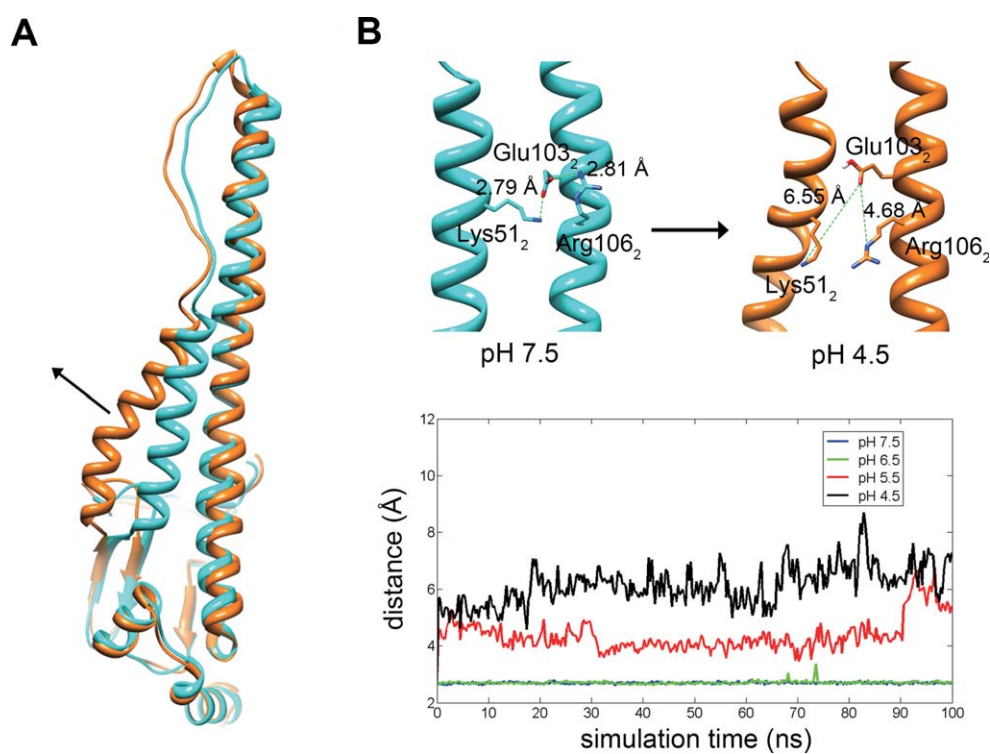 A
B
Glu103₂
2.79 Å
2.81 Å
Lys51₂
Arg106₂
pH 7.5
Glu103₂
6.55 Å
4.68 Å
Arg106₂
Lys51₂
pH 4.5
12
10
8
6
4
2
distance (Å)
pH 7.5
pH 6.5
pH 5.5
pH 4.5
0 10 20 30 40 50 60 70 80 90 100
simulation time (ns)